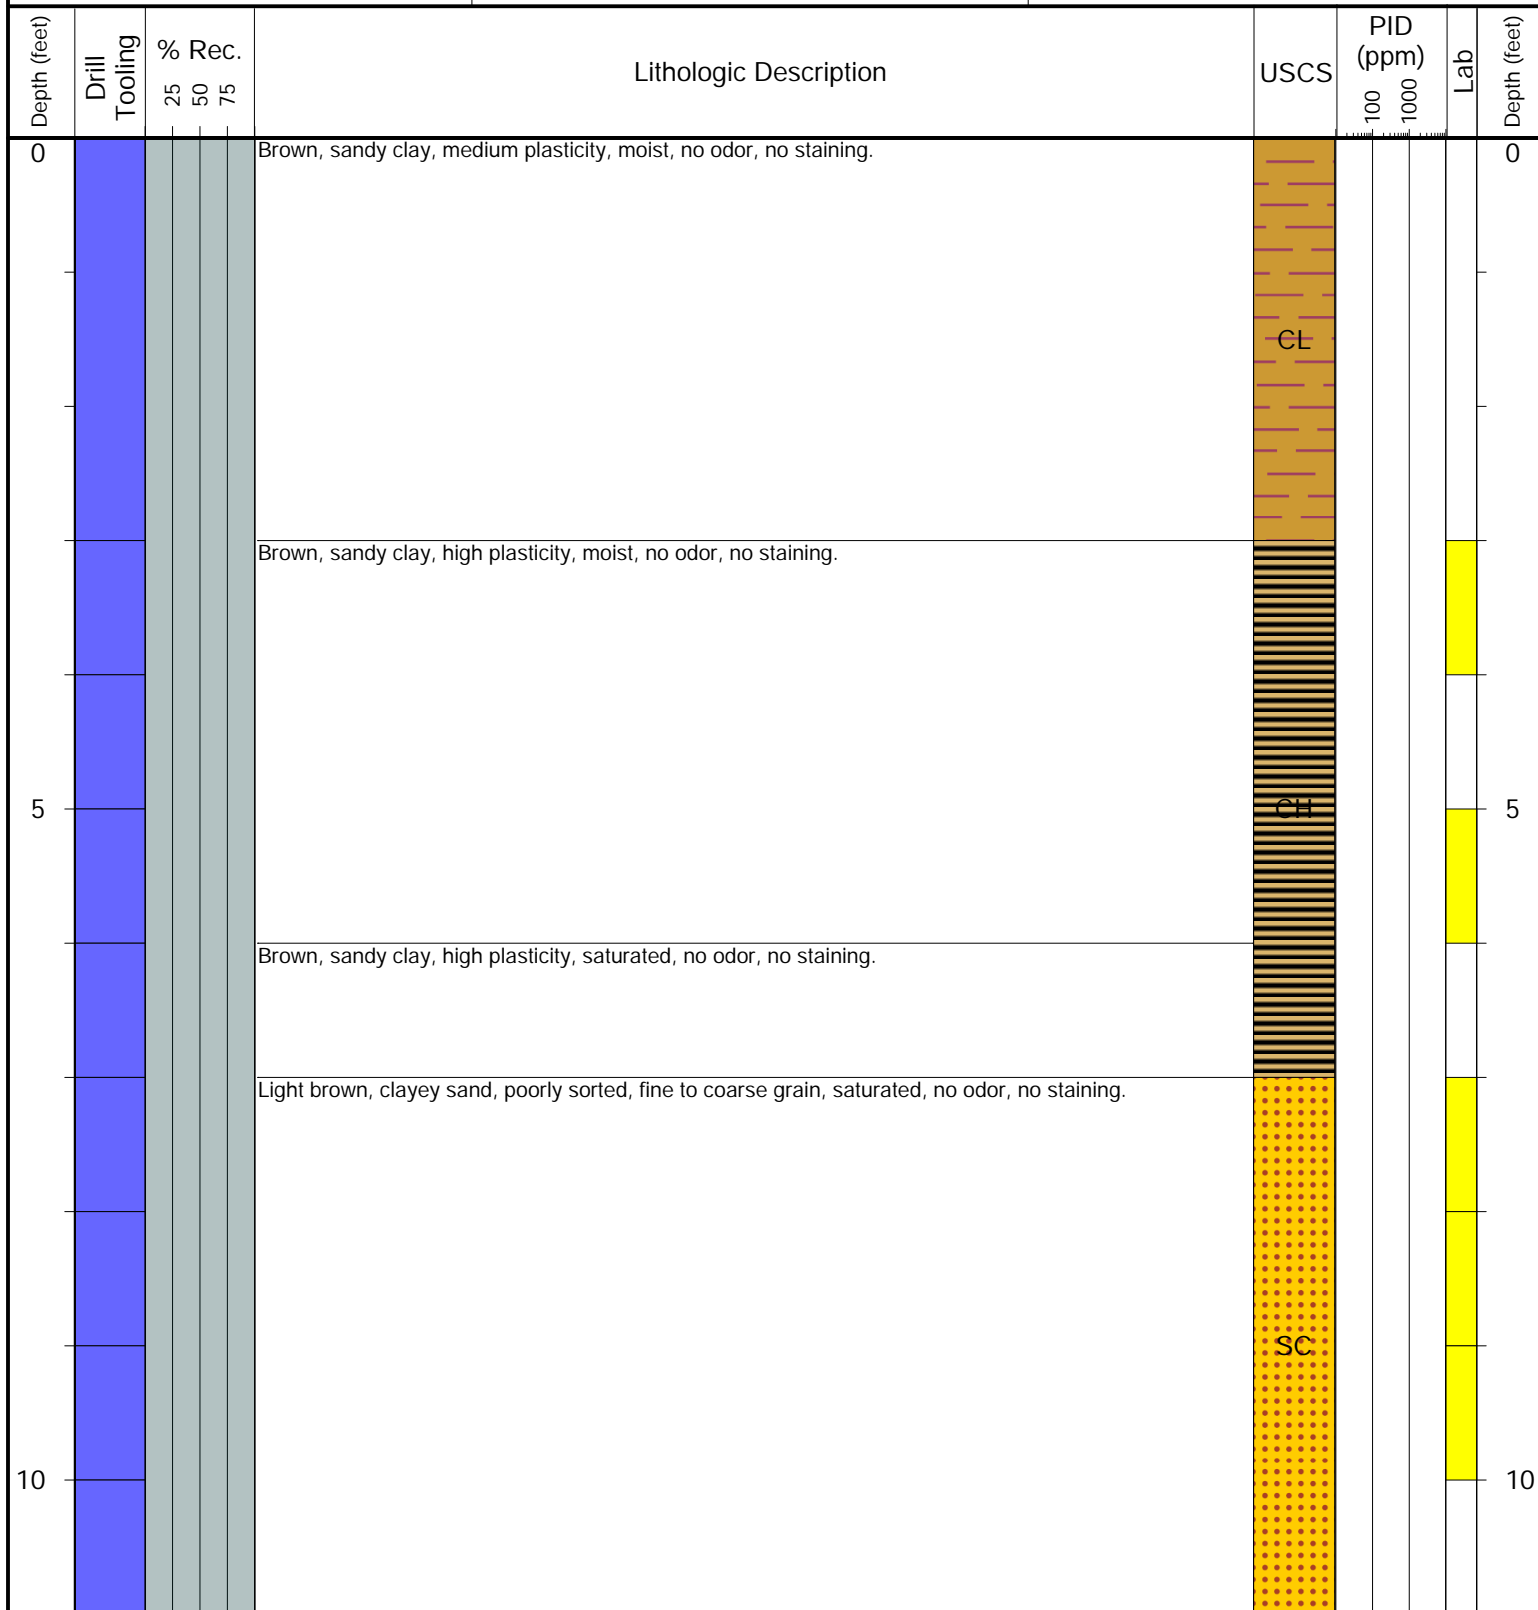 Depth (feet)
Drill
Tooling
% Rec.
25
50
75
Lithologic Description
USCS
PID
(ppm)
100
1000
Lab
Depth (feet)
0
Brown, sandy clay, medium plasticity, moist, no odor, no staining.
0
CL
Brown, sandy clay, high plasticity, moist, no odor, no staining.
5
CH
5
Brown, sandy clay, high plasticity, saturated, no odor, no staining.
Light brown, clayey sand, poorly sorted, fine to coarse grain, saturated, no odor, no staining.
SC
10
10